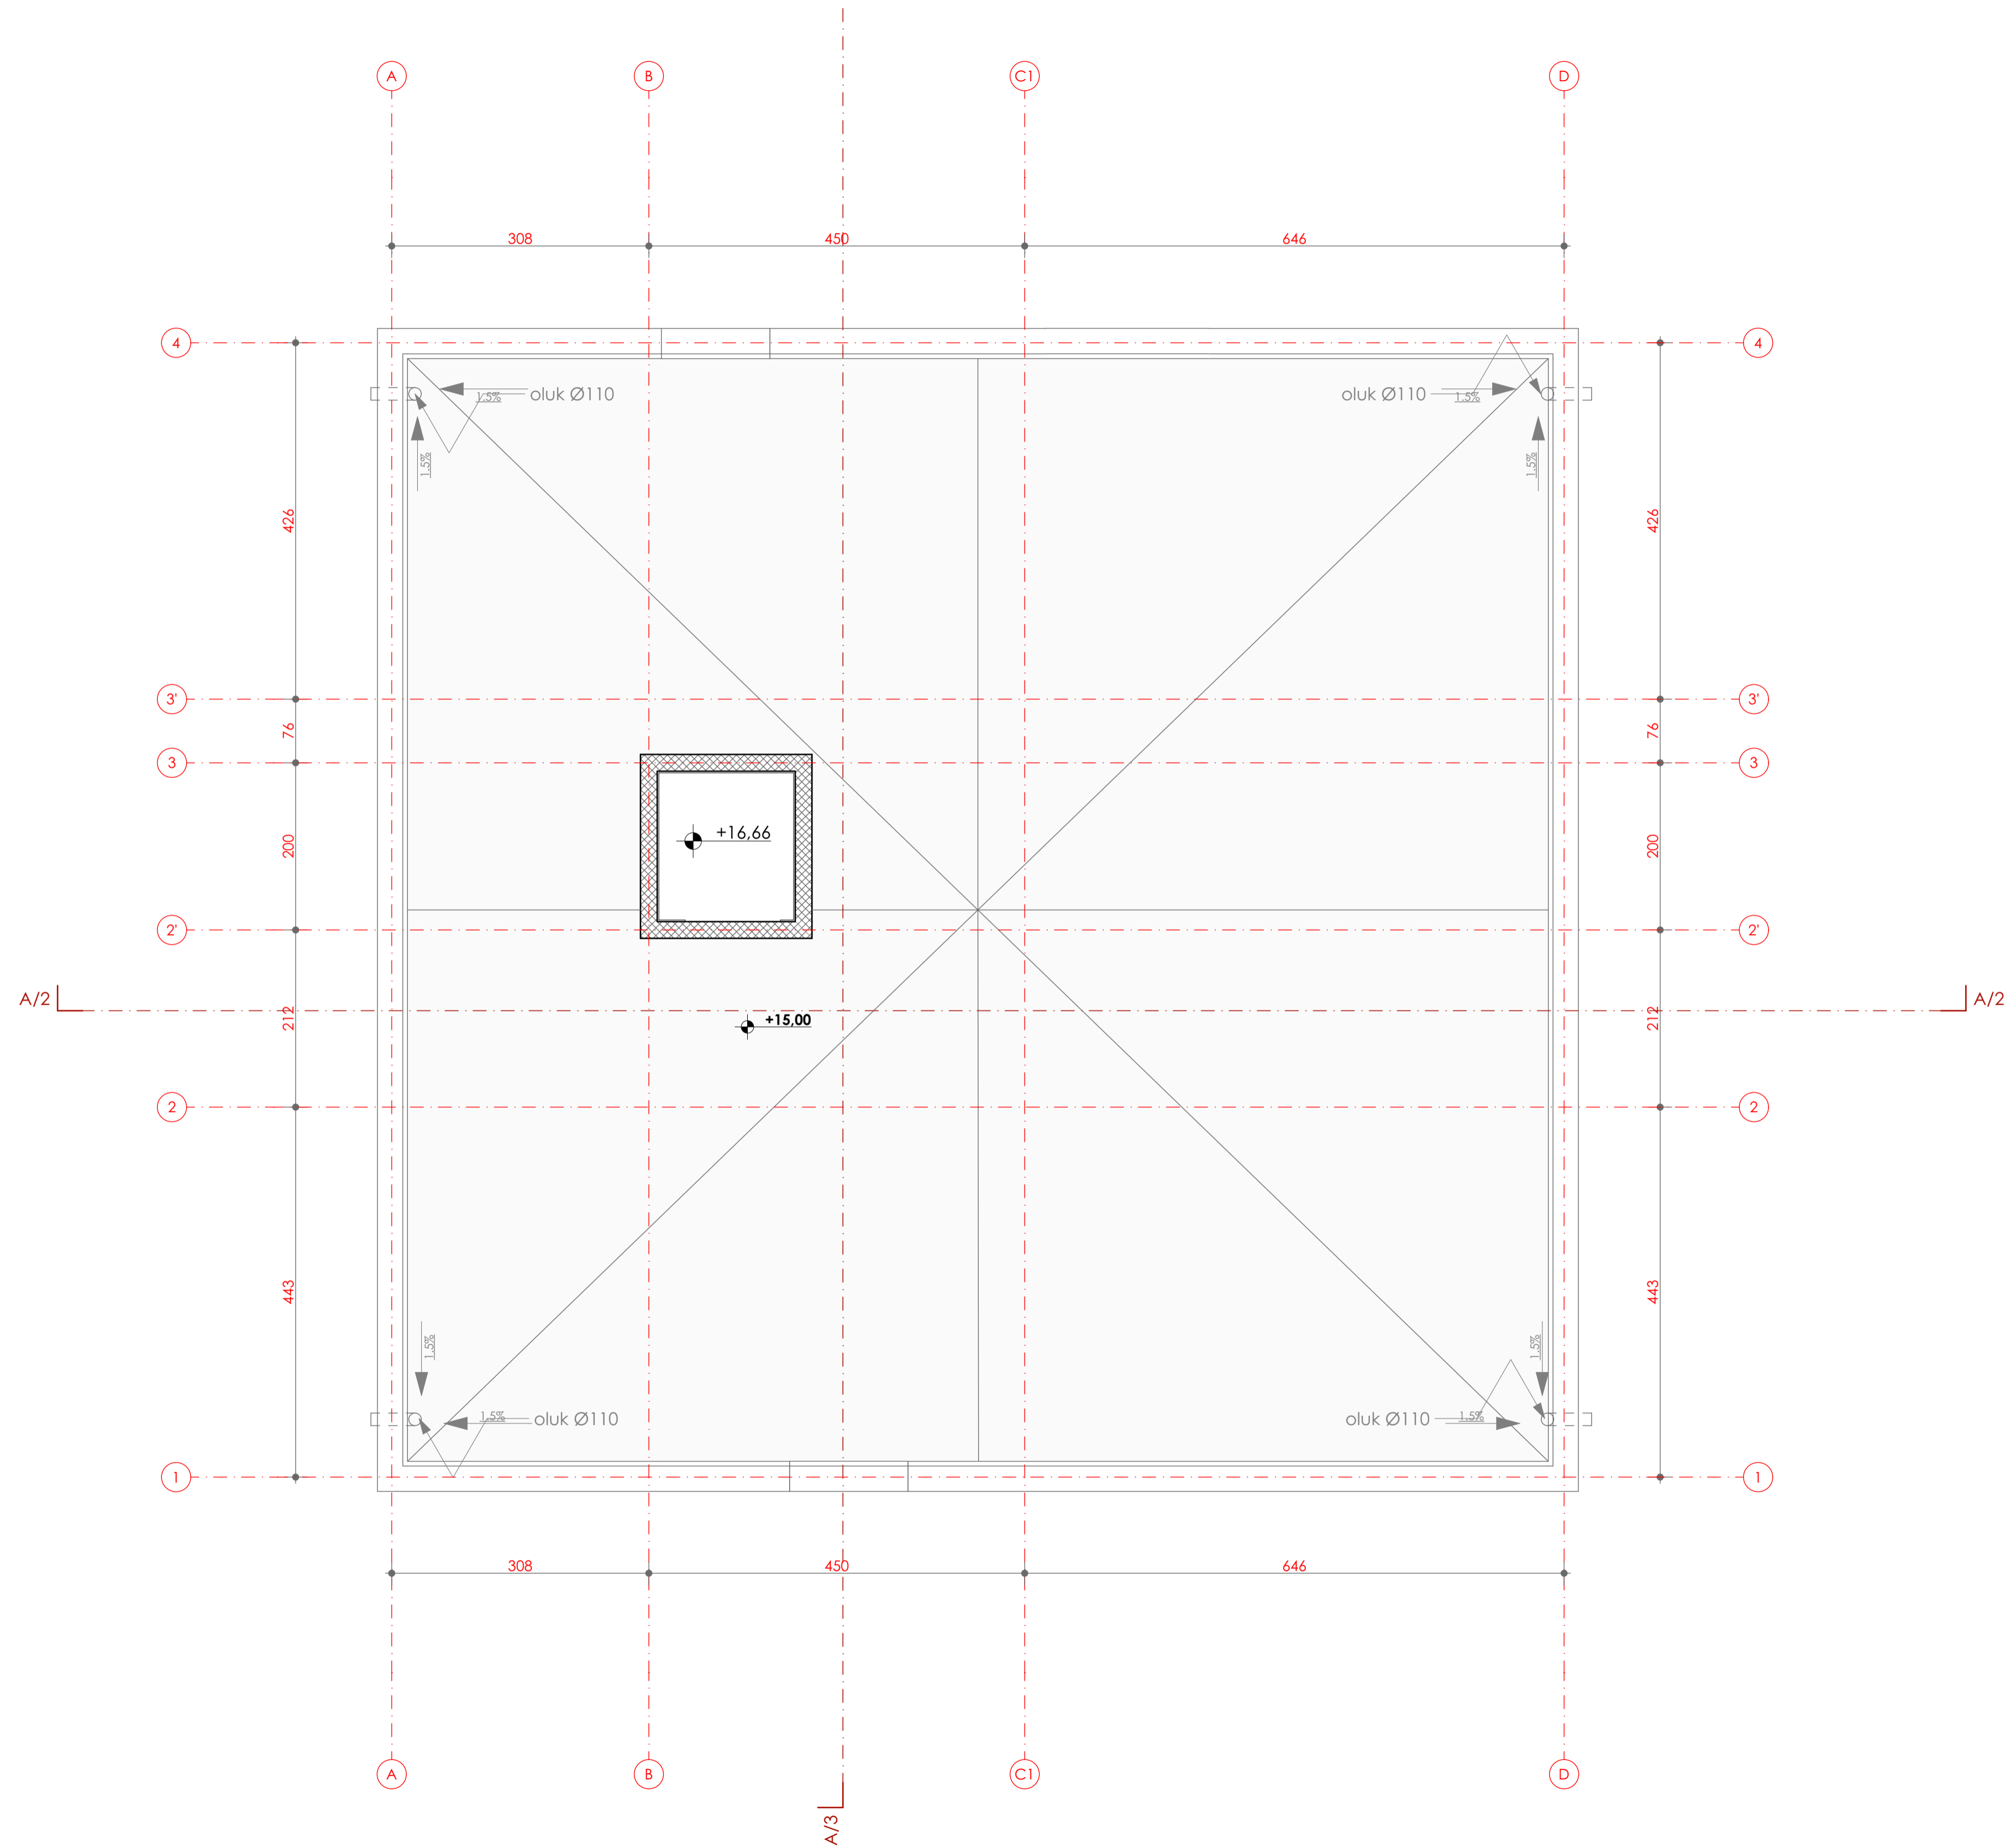 A B C1 D
308 450 646
4 4
oluk Ø110 1.5% 1.5% oluk Ø110
1.5% 1.5%
426 426
3' 3'
76 76
3 3
+16,66
200 200
2' 2'
A/2 A/2
212 +15,00 212
2 2
443 443
1.5% 1.5%
1.5% oluk Ø110 oluk Ø110 1.5%
1 1
308 450 646
A B C1 D
A/3